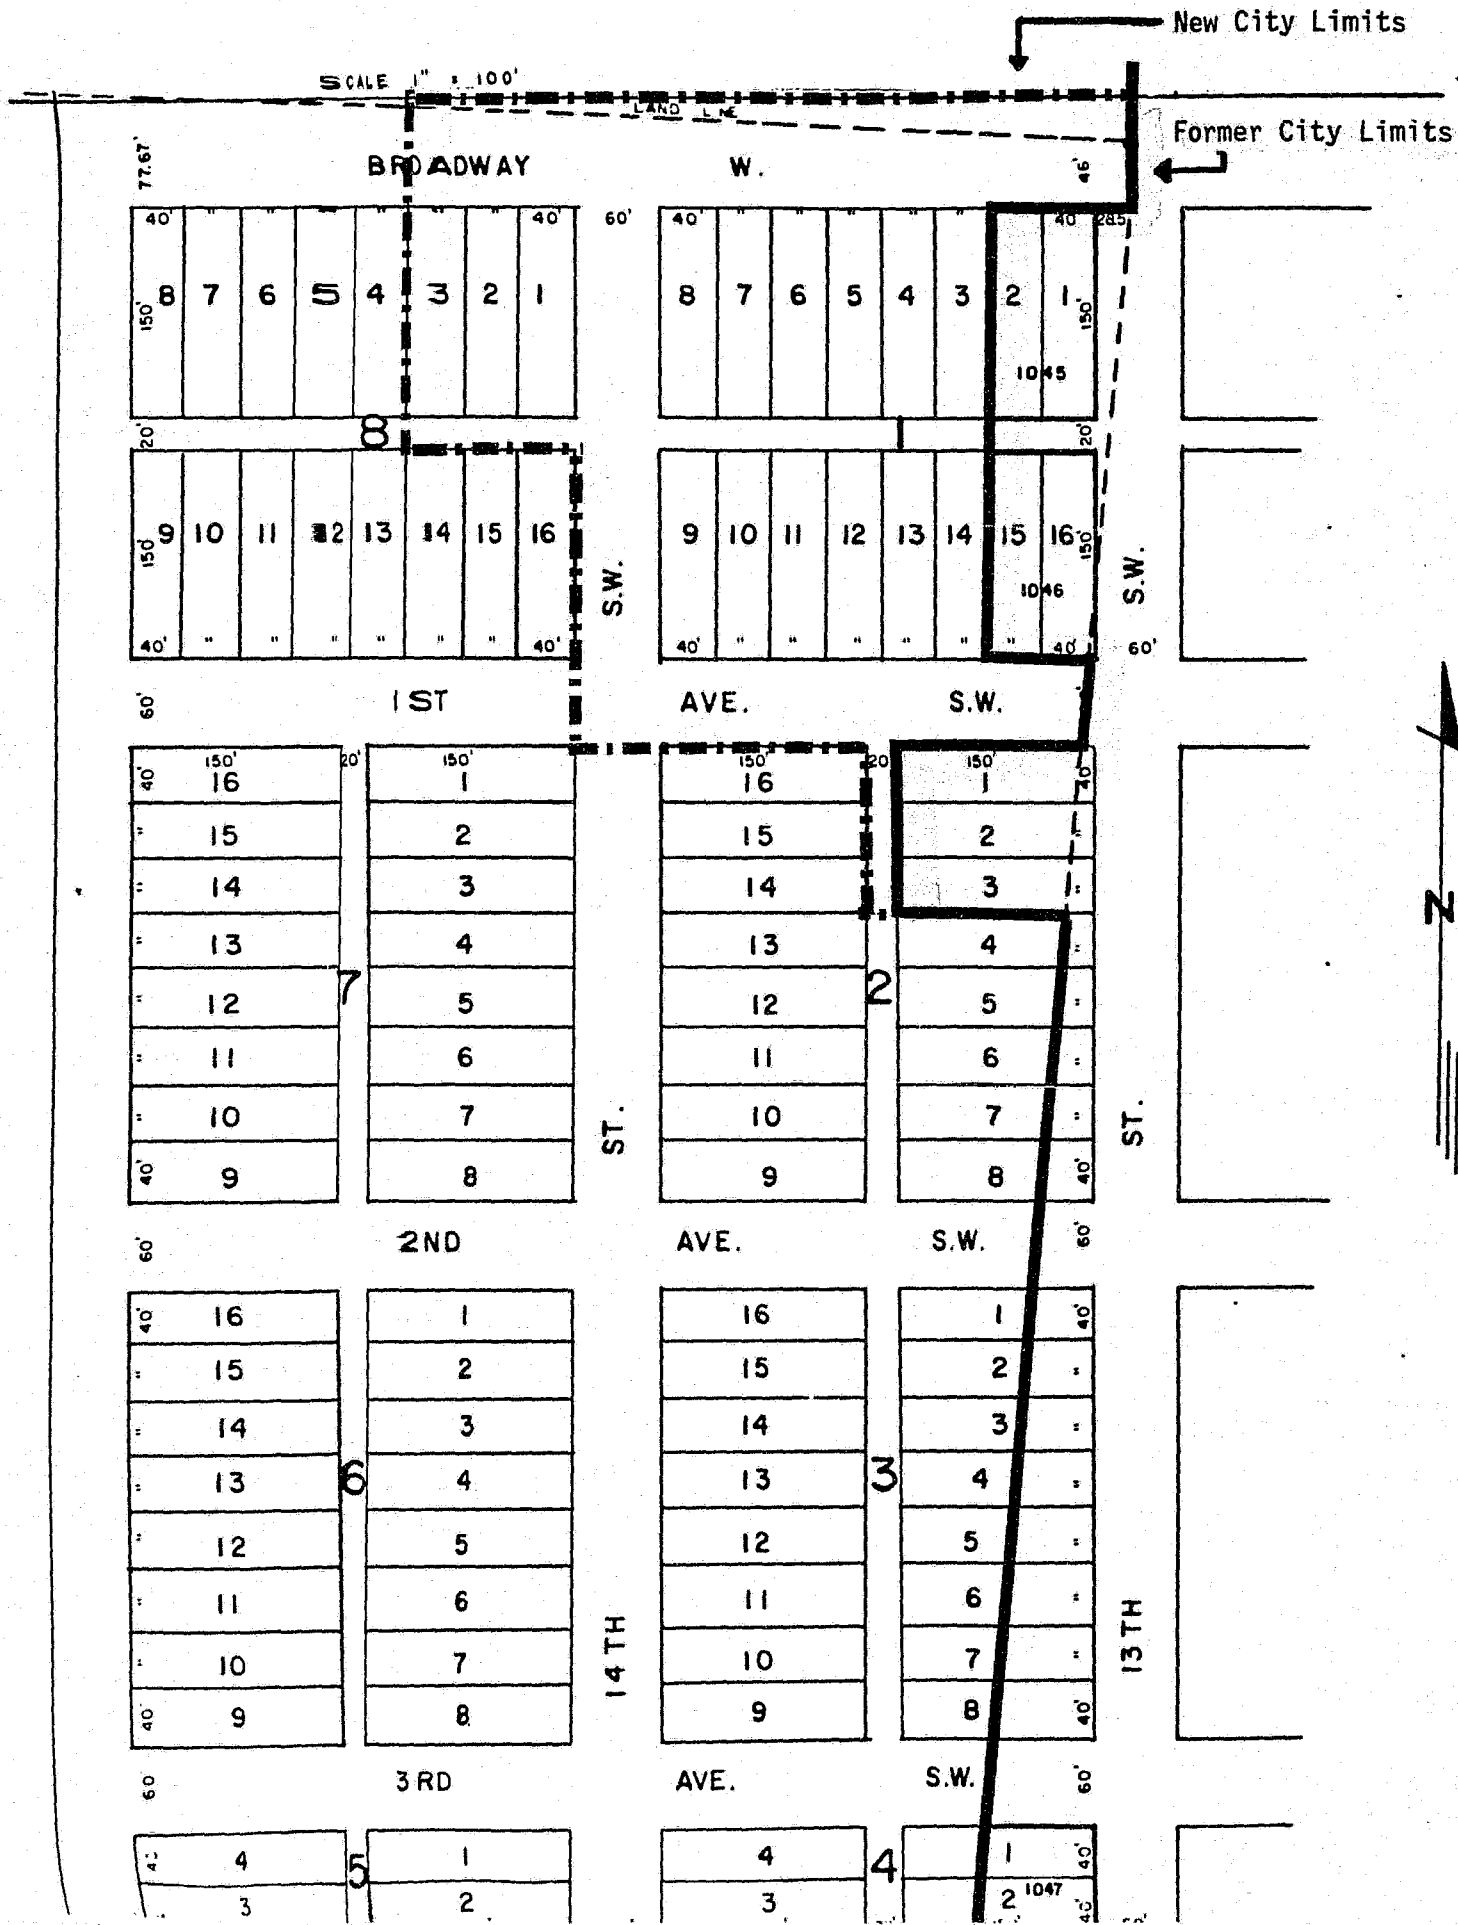 New City Limits
SCALE 1" = 100'
LAND LINE
Former City Limits
77.67'
BROADWAY W.
46'
40' " " " " " 40' 60' 40' " " " " " 40' 28.5
8 7 6 5 4 3 2 1 8 7 6 5 4 3 2 1
150' 150'
1045
20' 8 1 20'
9 10 11 12 13 14 15 16 9 10 11 12 13 14 15 16
150' 150'
S.W. S.W.
1046
40' " " " " " " 40' 40' " " " " " " 40' 60'
60' 1ST AVE. S.W.
150' 20' 150' 150' 20' 150'
40' 16 1 16 1 40'
" 15 2 15 2 "
" 14 3 14 3 "
N
" 13 4 13 4 "
7 2
" 12 5 12 5 "
" 11 6 11 6 "
" 10 7 10 7 "
ST. ST.
40' 9 8 9 8 40'
60' 2ND AVE. S.W. 60'
40' 16 1 16 1 40'
" 15 2 15 2 "
" 14 3 14 3 "
" 13 6 4 13 3 4 "
" 12 5 12 5 "
" 11 6 11 6 "
14TH 13TH
" 10 7 10 7 "
40' 9 8 9 8 40'
60' 3RD AVE. S.W. 60'
40' 4 5 1 4 4 1 40'
3 2 3 2 1047 40'